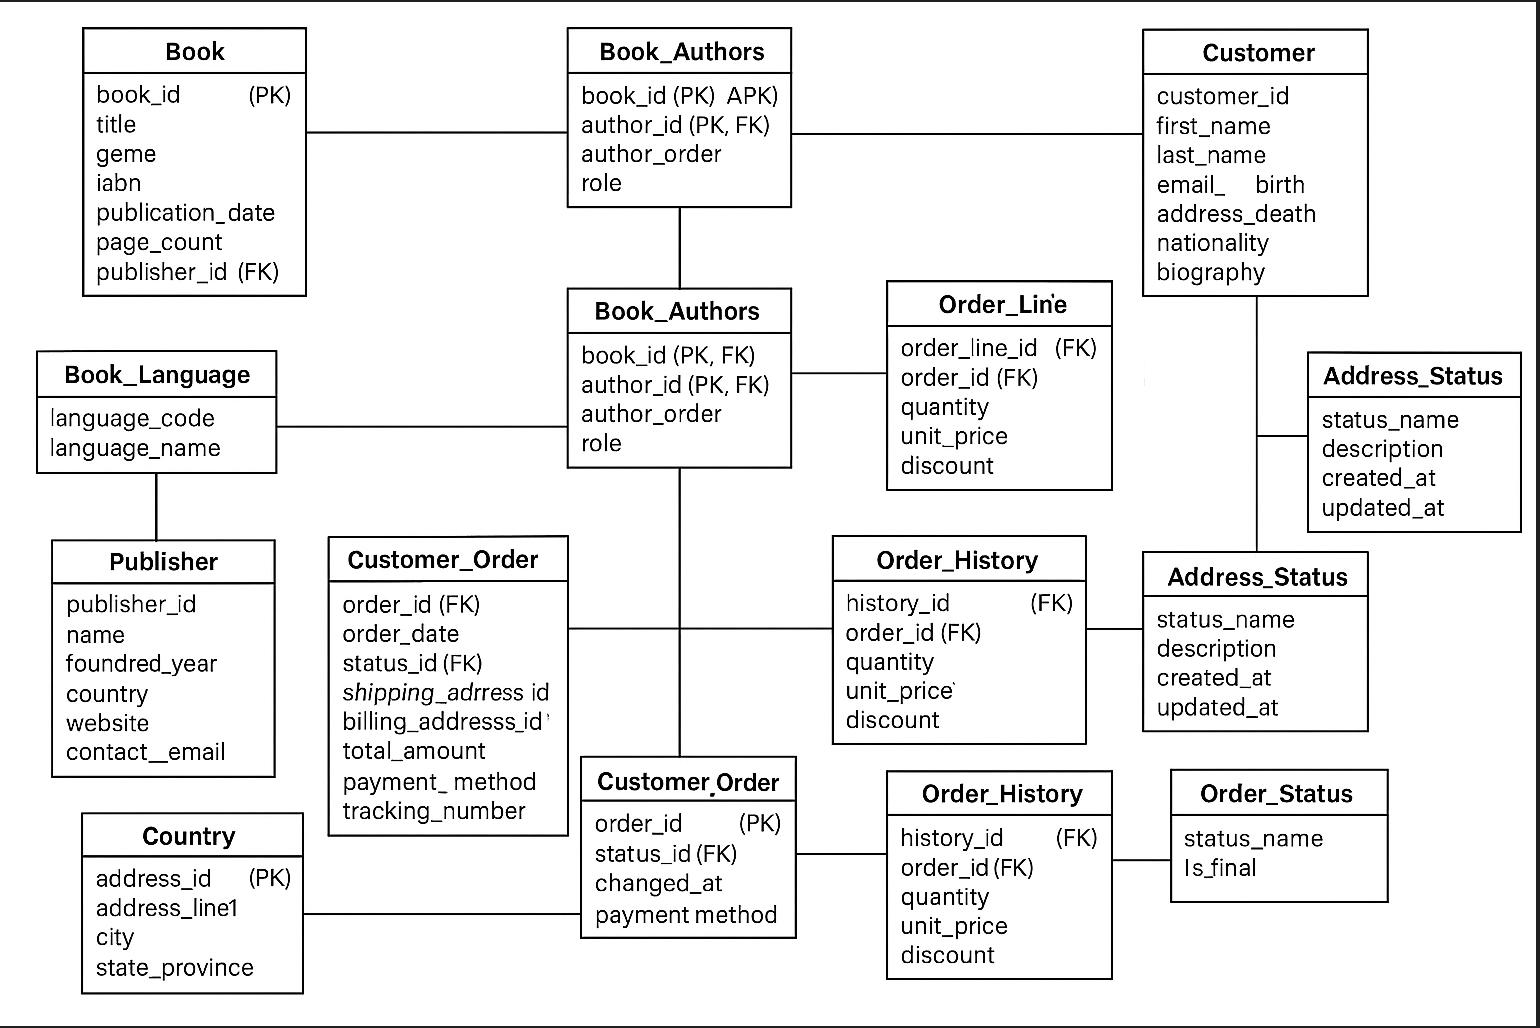 Book
book_id (PK)
title
geme
iabn
publication_date
page_count
publisher_id (FK)
Book_Authors
book_id (PK) APK)
author_id (PK, FK)
author_order
role
Customer
customer_id
first_name
last_name
email_ birth
address_death
nationality
biography
Book_Authors
book_id (PK, FK)
author_id (PK, FK)
author_order
role
Order_Line
order_line_id (FK)
order_id (FK)
quantity
unit_price
discount
Book_Language
language_code
language_name
Address_Status
status_name
description
created_at
updated_at
Publisher
publisher_id
name
foundred_year
country
website
contact__email
Customer_Order
order_id (FK)
order_date
status_id (FK)
shipping_adrress id
billing_addresss_id'
total_amount
payment_ method
tracking_number
Order_History
history_id (FK)
order_id (FK)
quantity
unit_price`
discount
Address_Status
status_name
description
created_at
updated_at
Country
address_id (PK)
address_line1
city
state_province
Customer_Order
order_id (PK)
status_id (FK)
changed_at
payment method
Order_History
history_id (FK)
order_id (FK)
quantity
unit_price
discount
Order_Status
status_name
Is_final